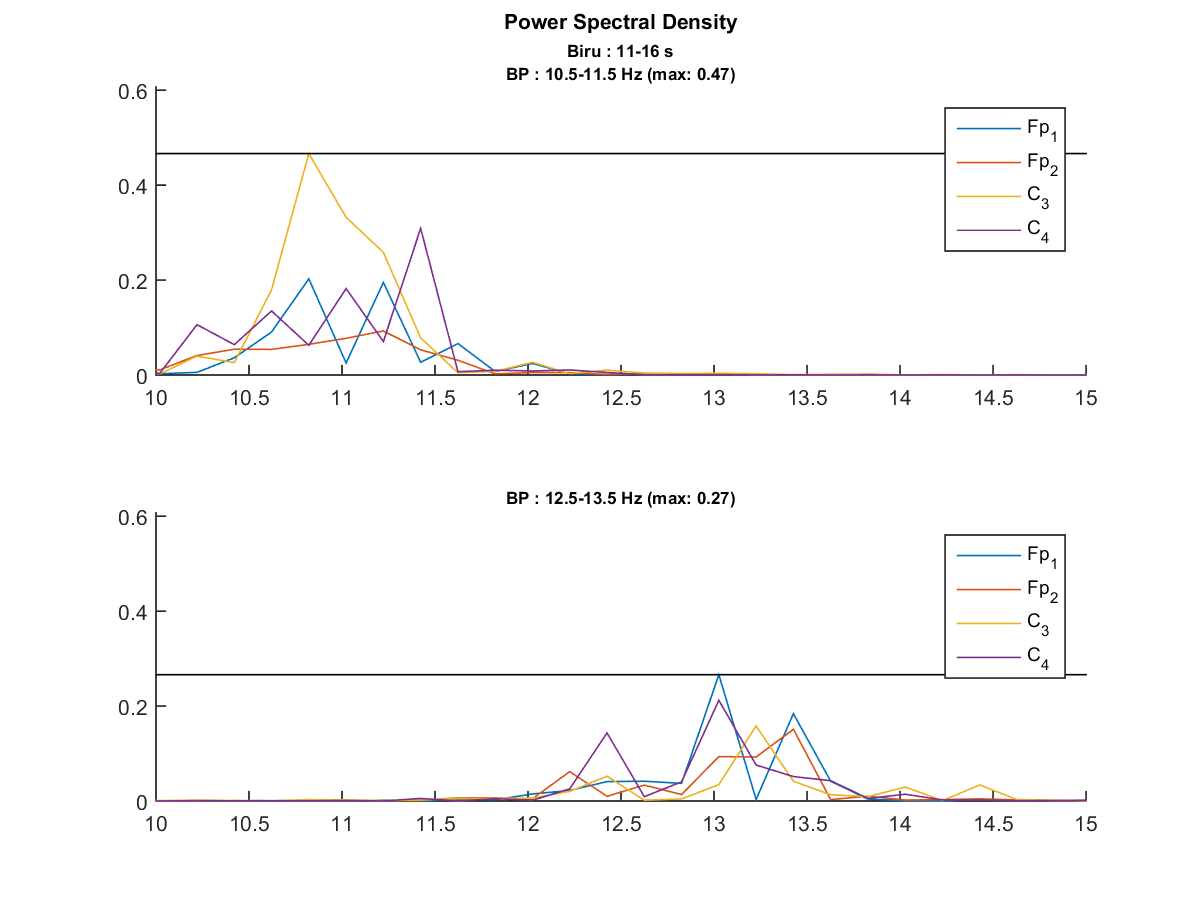 Power Spectral Density
Biru : 11-16 s
BP : 10.5-11.5 Hz (max: 0.47)
0.6
0.4
0.2
0
10 10.5 11 11.5 12 12.5 13 13.5 14 14.5 15
Fp1
Fp2
C3
C4
BP : 12.5-13.5 Hz (max: 0.27)
0.6
0.4
0.2
0
10 10.5 11 11.5 12 12.5 13 13.5 14 14.5 15
Fp1
Fp2
C3
C4